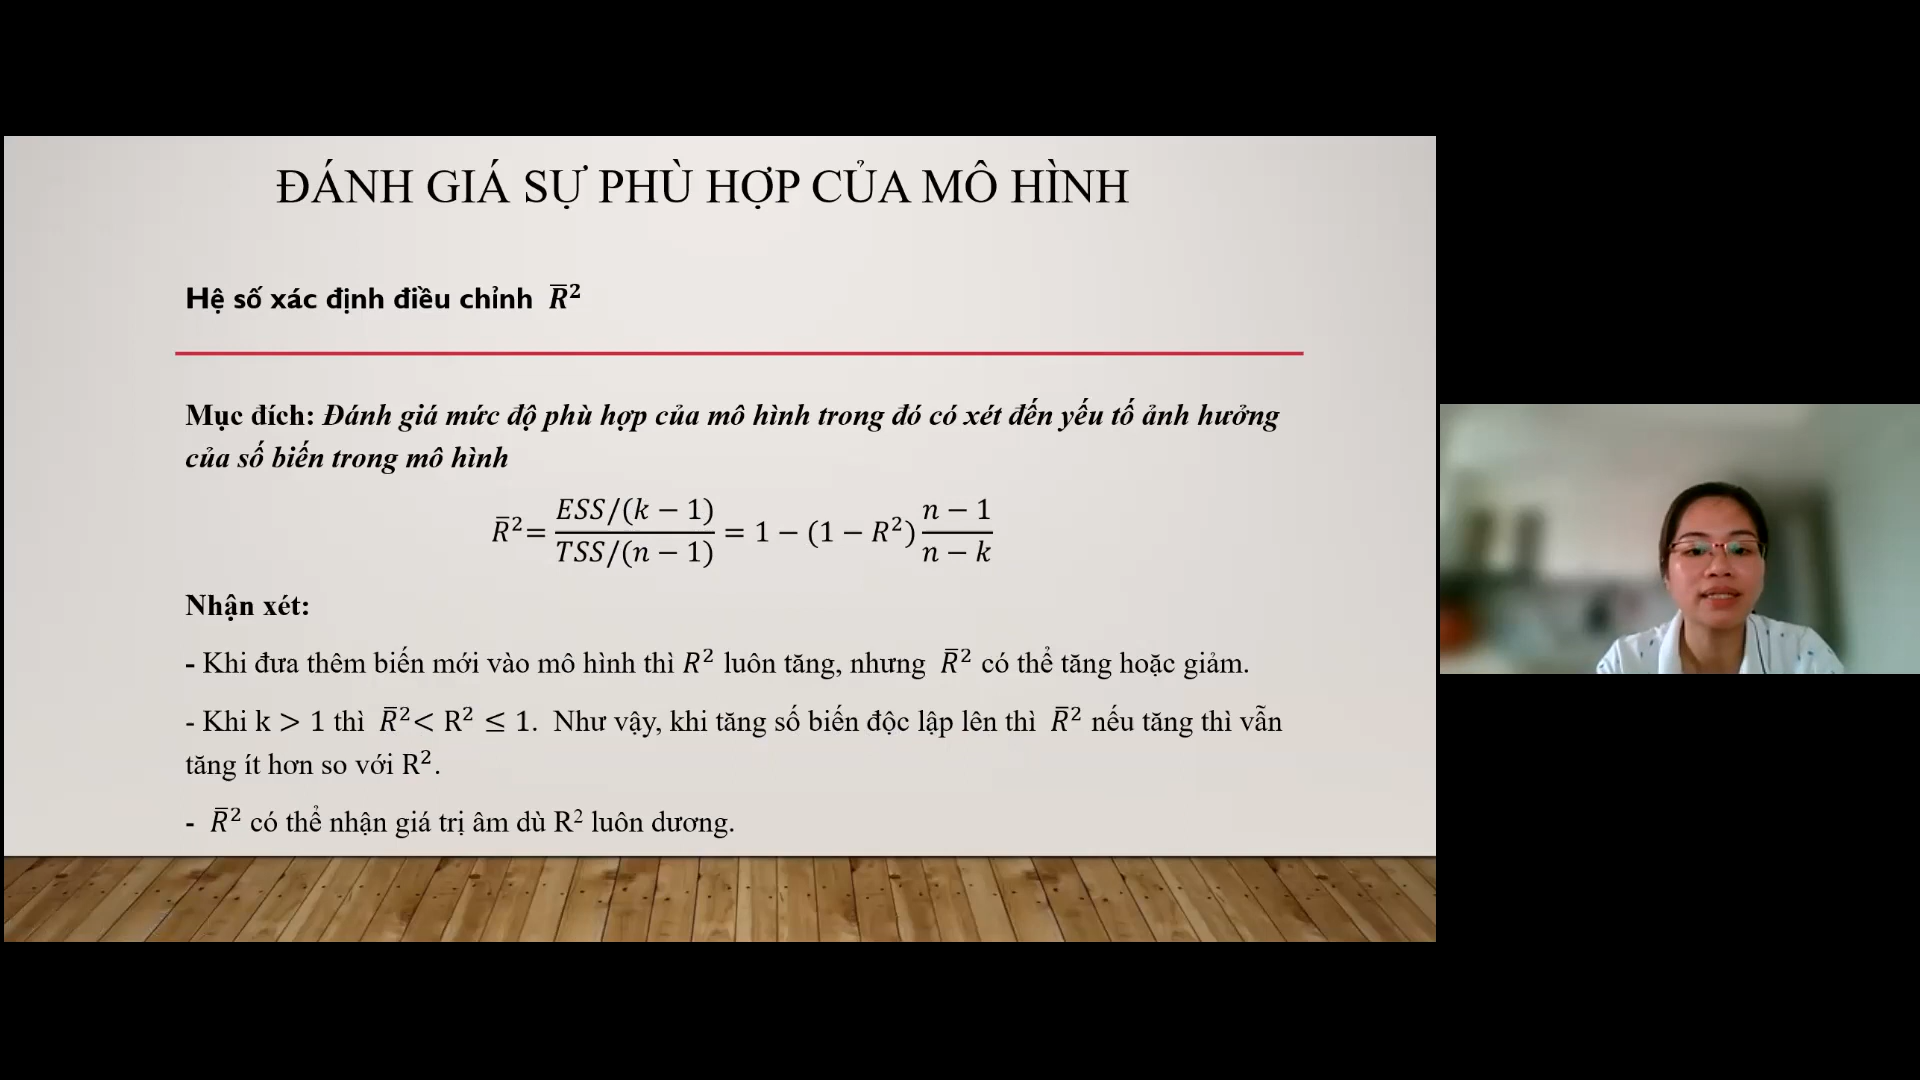 ĐÁNH GIÁ SỰ PHÙ HỢP CỦA MÔ HÌNH
Hệ số xác định điều chỉnh R̅²
Mục đích: Đánh giá mức độ phù hợp của mô hình trong đó có xét đến yếu tố ảnh hưởng
của số biến trong mô hình
R̅² = (ESS/(k − 1))/(TSS/(n − 1)) = 1 − (1 − R²) (n − 1)/(n − k)
Nhận xét:
- Khi đưa thêm biến mới vào mô hình thì R² luôn tăng, nhưng R̅² có thể tăng hoặc giảm.
- Khi k > 1 thì R̅² < R² ≤ 1. Như vậy, khi tăng số biến độc lập lên thì R̅² nếu tăng thì vẫn
tăng ít hơn so với R².
- R̅² có thể nhận giá trị âm dù R² luôn dương.